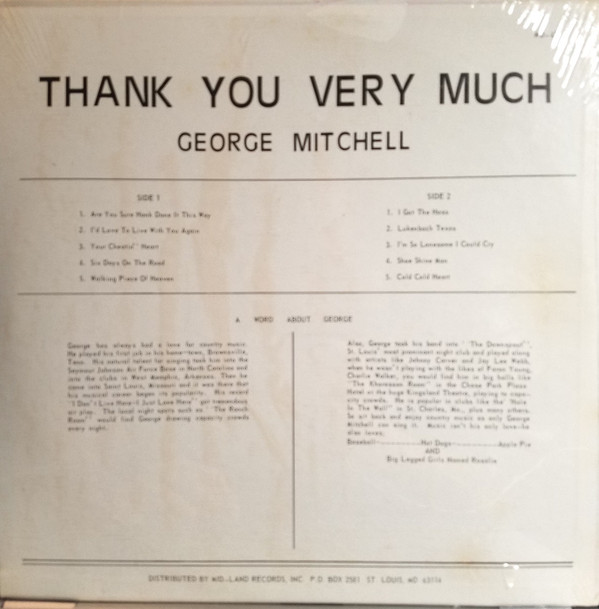 THANK YOU VERY MUCH
GEORGE MITCHELL
SIDE 1
1. Are You Sure Hank Done It This Way
2. I'd Love To Live With You Again
3. Your Cheatin' Heart
4. Six Days On The Road
5. Walking Piece Of Heaven
SIDE 2
1. I Got The Hoss
2. Lukenbach Texas
3. I'm So Lonesome I Could Cry
4. Shoe Shine Man
5. Cold Cold Heart
A WORD ABOUT GEORGE
George has always had a love for country music.
He played his first job in his home-town, Brownsville,
Tenn. His natural talent for singing took him into the
Seymour Johnson Air Force Base in North Carolina and
into the clubs in West Memphis, Arkansas. Then he
came into Saint Louis, Missouri and it was there that
his musical career began its popularity. His record
"I Don't Live Here-I Just Love Here" got tremendous
air play. The local night spots such as "The Ranch
Room" would find George drawing capacity crowds
every night.
Also, George took his band into "The Downspout",
St. Louis' most prominent night club and played along
with artists like Johnny Carver and Jay Lee Webb,
when he wasn't playing with the likes of Faron Young,
Charlie Walker, you would find him in big halls like
"The Khorassan Room" in the Chase Park Plaza
Hotel or the huge Kingsland Theatre, playing to capa-
city crowds. He is popular in clubs like the 'Hole
In The Wall" in St. Charles, Mo., plus many others.
So sit back and enjoy country music as only George
Mitchell can sing it. Music isn't his only love-he
also loves;
Baseball------------Hot Dogs------------Apple Pie
AND
Big Legged Girls Named Rosalie
DISTRIBUTED BY MID-LAND RECORDS, INC. P.O. BOX 2581 ST. LOUIS, MO